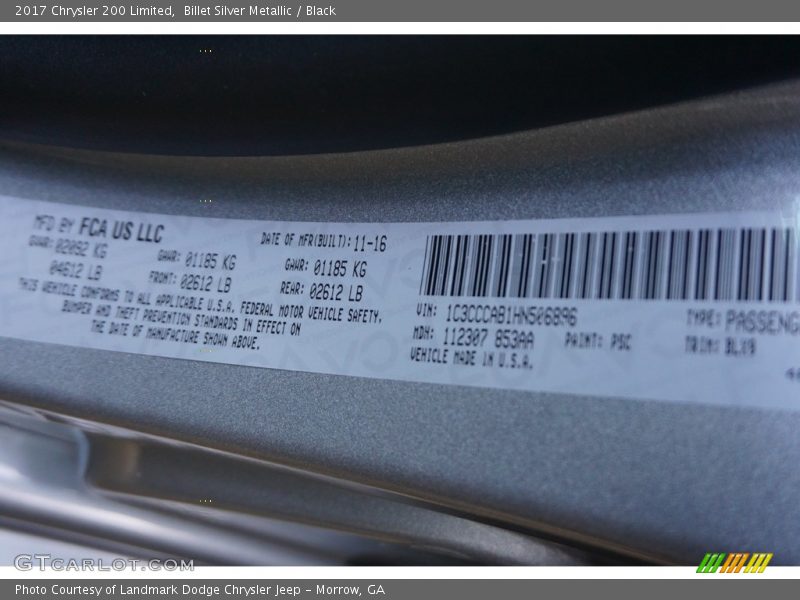 2017 Chrysler 200 Limited,  Billet Silver Metallic / Black
MFD BY FCA US LLC
DATE OF MFR(BUILT): 11-16
GVWR: 02092 KG
04612 LB
GAWR: 01185 KG
FRONT: 02612 LB
GAWR: 01185 KG
REAR: 02612 LB
THIS VEHICLE CONFORMS TO ALL APPLICABLE U.S.A. FEDERAL MOTOR VEHICLE SAFETY,
BUMPER AND THEFT PREVENTION STANDARDS IN EFFECT ON
THE DATE OF MANUFACTURE SHOWN ABOVE.
VIN: 1C3CCCAB1HN506896
TYPE: PASSENG
MDH: 112307 853AA
PAINT: PSC
TRIM:
VEHICLE MADE IN U.S.A.
GTCARLOT.COM
Photo Courtesy of Landmark Dodge Chrysler Jeep – Morrow, GA